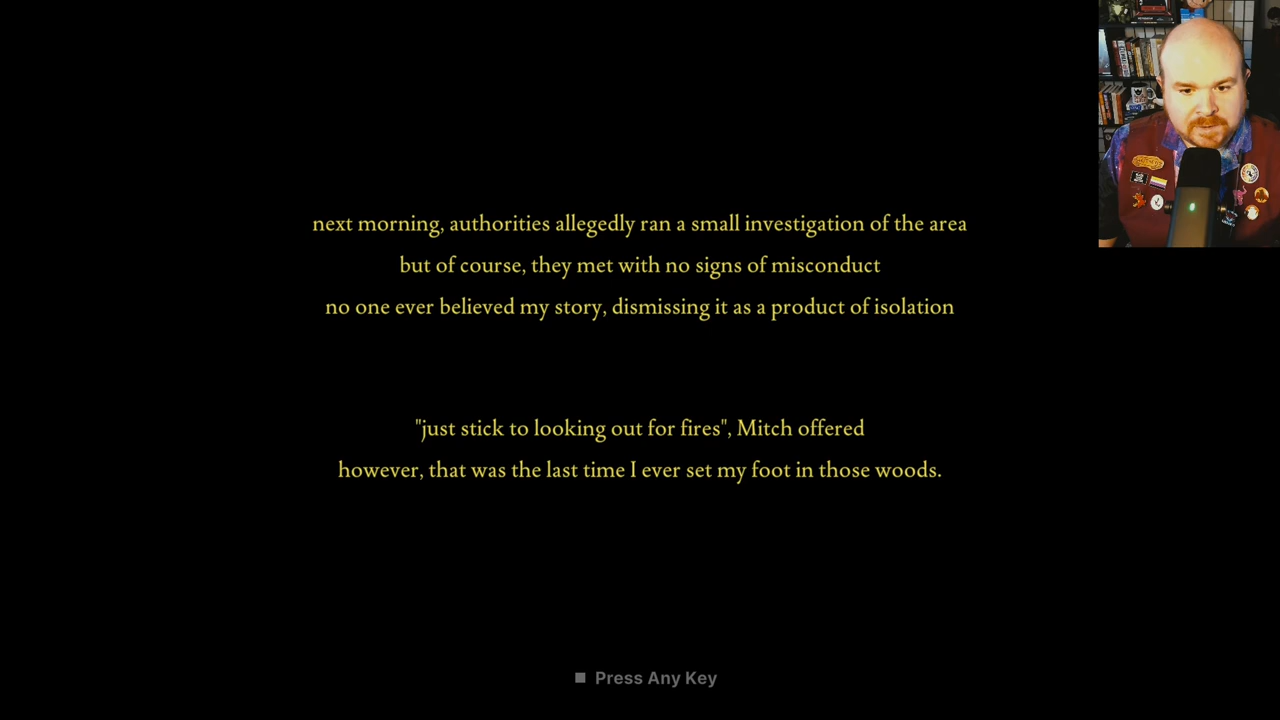 next morning, authorities allegedly ran a small investigation of the area
but of course, they met with no signs of misconduct
no one ever believed my story, dismissing it as a product of isolation
"just stick to looking out for fires", Mitch offered
however, that was the last time I ever set my foot in those woods.
Press Any Key